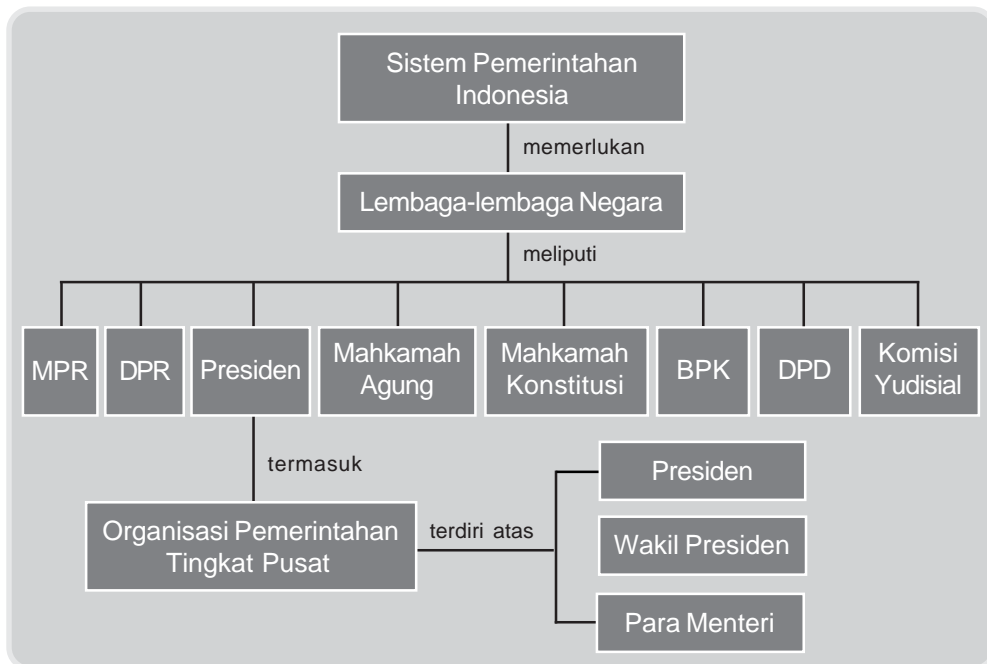 Sistem Pemerintahan
Indonesia
memerlukan
Lembaga-lembaga Negara
meliputi
MPR
DPR
Presiden
Mahkamah
Agung
Mahkamah
Konstitusi
BPK
DPD
Komisi
Yudisial
termasuk
Organisasi Pemerintahan
Tingkat Pusat
terdiri atas
Presiden
Wakil Presiden
Para Menteri